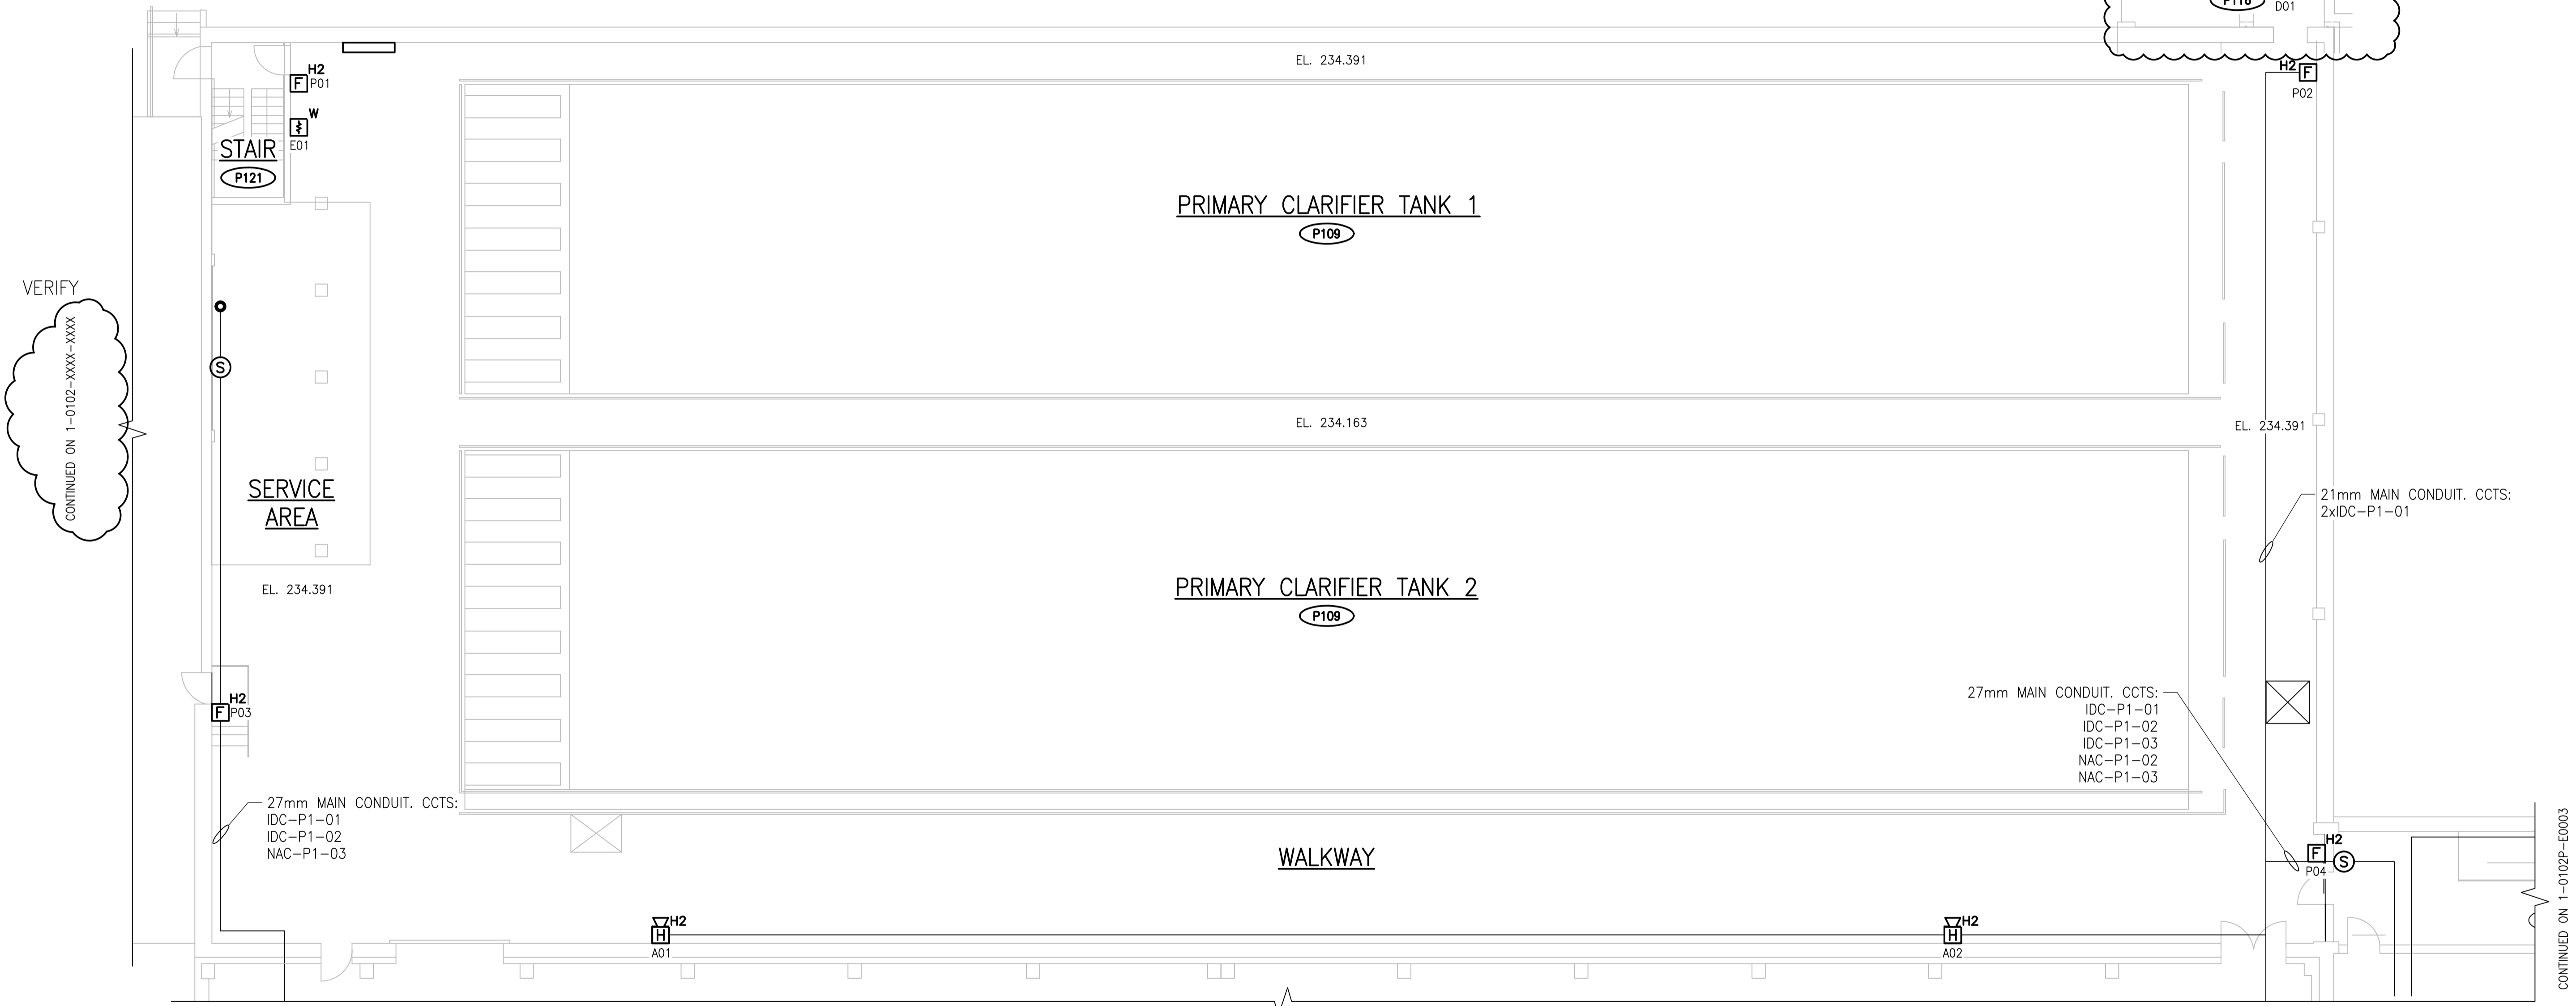 P116
D01
EL. 234.391
H2
F
P01
H2
F
P02
W
E01
STAIR
P121
PRIMARY CLARIFIER TANK 1
P109
VERIFY
CONTINUED ON 1-0102-XXXX-XXXX
S
EL. 234.163
EL. 234.391
SERVICE
AREA
21mm MAIN CONDUIT. CCTS:
2xIDC-P1-01
EL. 234.391
PRIMARY CLARIFIER TANK 2
P109
H2
F
P03
27mm MAIN CONDUIT. CCTS:
IDC-P1-01
IDC-P1-02
IDC-P1-03
NAC-P1-02
NAC-P1-03
27mm MAIN CONDUIT. CCTS:
IDC-P1-01
IDC-P1-02
NAC-P1-03
WALKWAY
H2
F
P04
S
H2
H
A01
H2
H
A02
CONTINUED ON 1-0102P-E0003